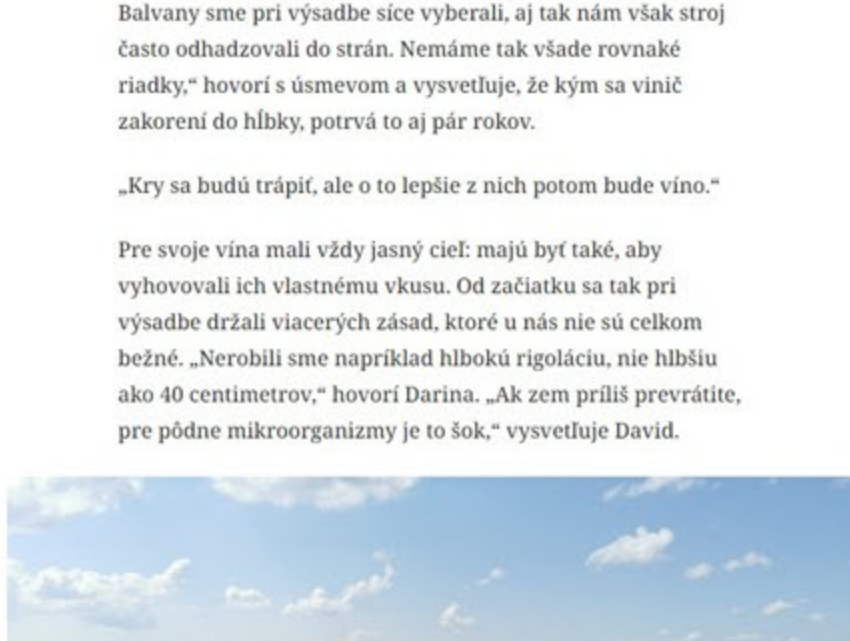 Balvany sme pri výsadbe síce vyberali, aj tak nám však stroj
často odhadzovali do strán. Nemáme tak všade rovnaké
riadky,“ hovorí s úsmevom a vysvetľuje, že kým sa vinič
zakorení do hĺbky, potrvá to aj pár rokov.
„Kry sa budú trápiť, ale o to lepšie z nich potom bude víno.“
Pre svoje vína mali vždy jasný cieľ: majú byť také, aby
vyhovovali ich vlastnému vkusu. Od začiatku sa tak pri
výsadbe držali viacerých zásad, ktoré u nás nie sú celkom
bežné. „Nerobili sme napríklad hlbokú rigoláciu, nie hlbšiu
ako 40 centimetrov,“ hovorí Darina. „Ak zem príliš prevrátite,
pre pôdne mikroorganizmy je to šok,“ vysvetľuje David.